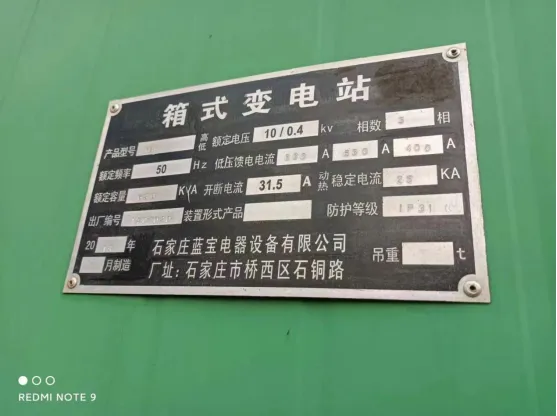 箱式变电站
产品型号 高低 额定电压 10/0.4 kv 相数 3 相
额定频率 50 Hz 低压馈电电流 A 630 A 400 A
额定容量 KVA 开断电流 31.5 A 动热 稳定电流 KA
出厂编号 装置形式产品 防护等级 IP31
20 年 石家庄蓝宝电器设备有限公司 吊重 t
月制造 厂址:石家庄市桥西区石铜路
REDMI NOTE 9